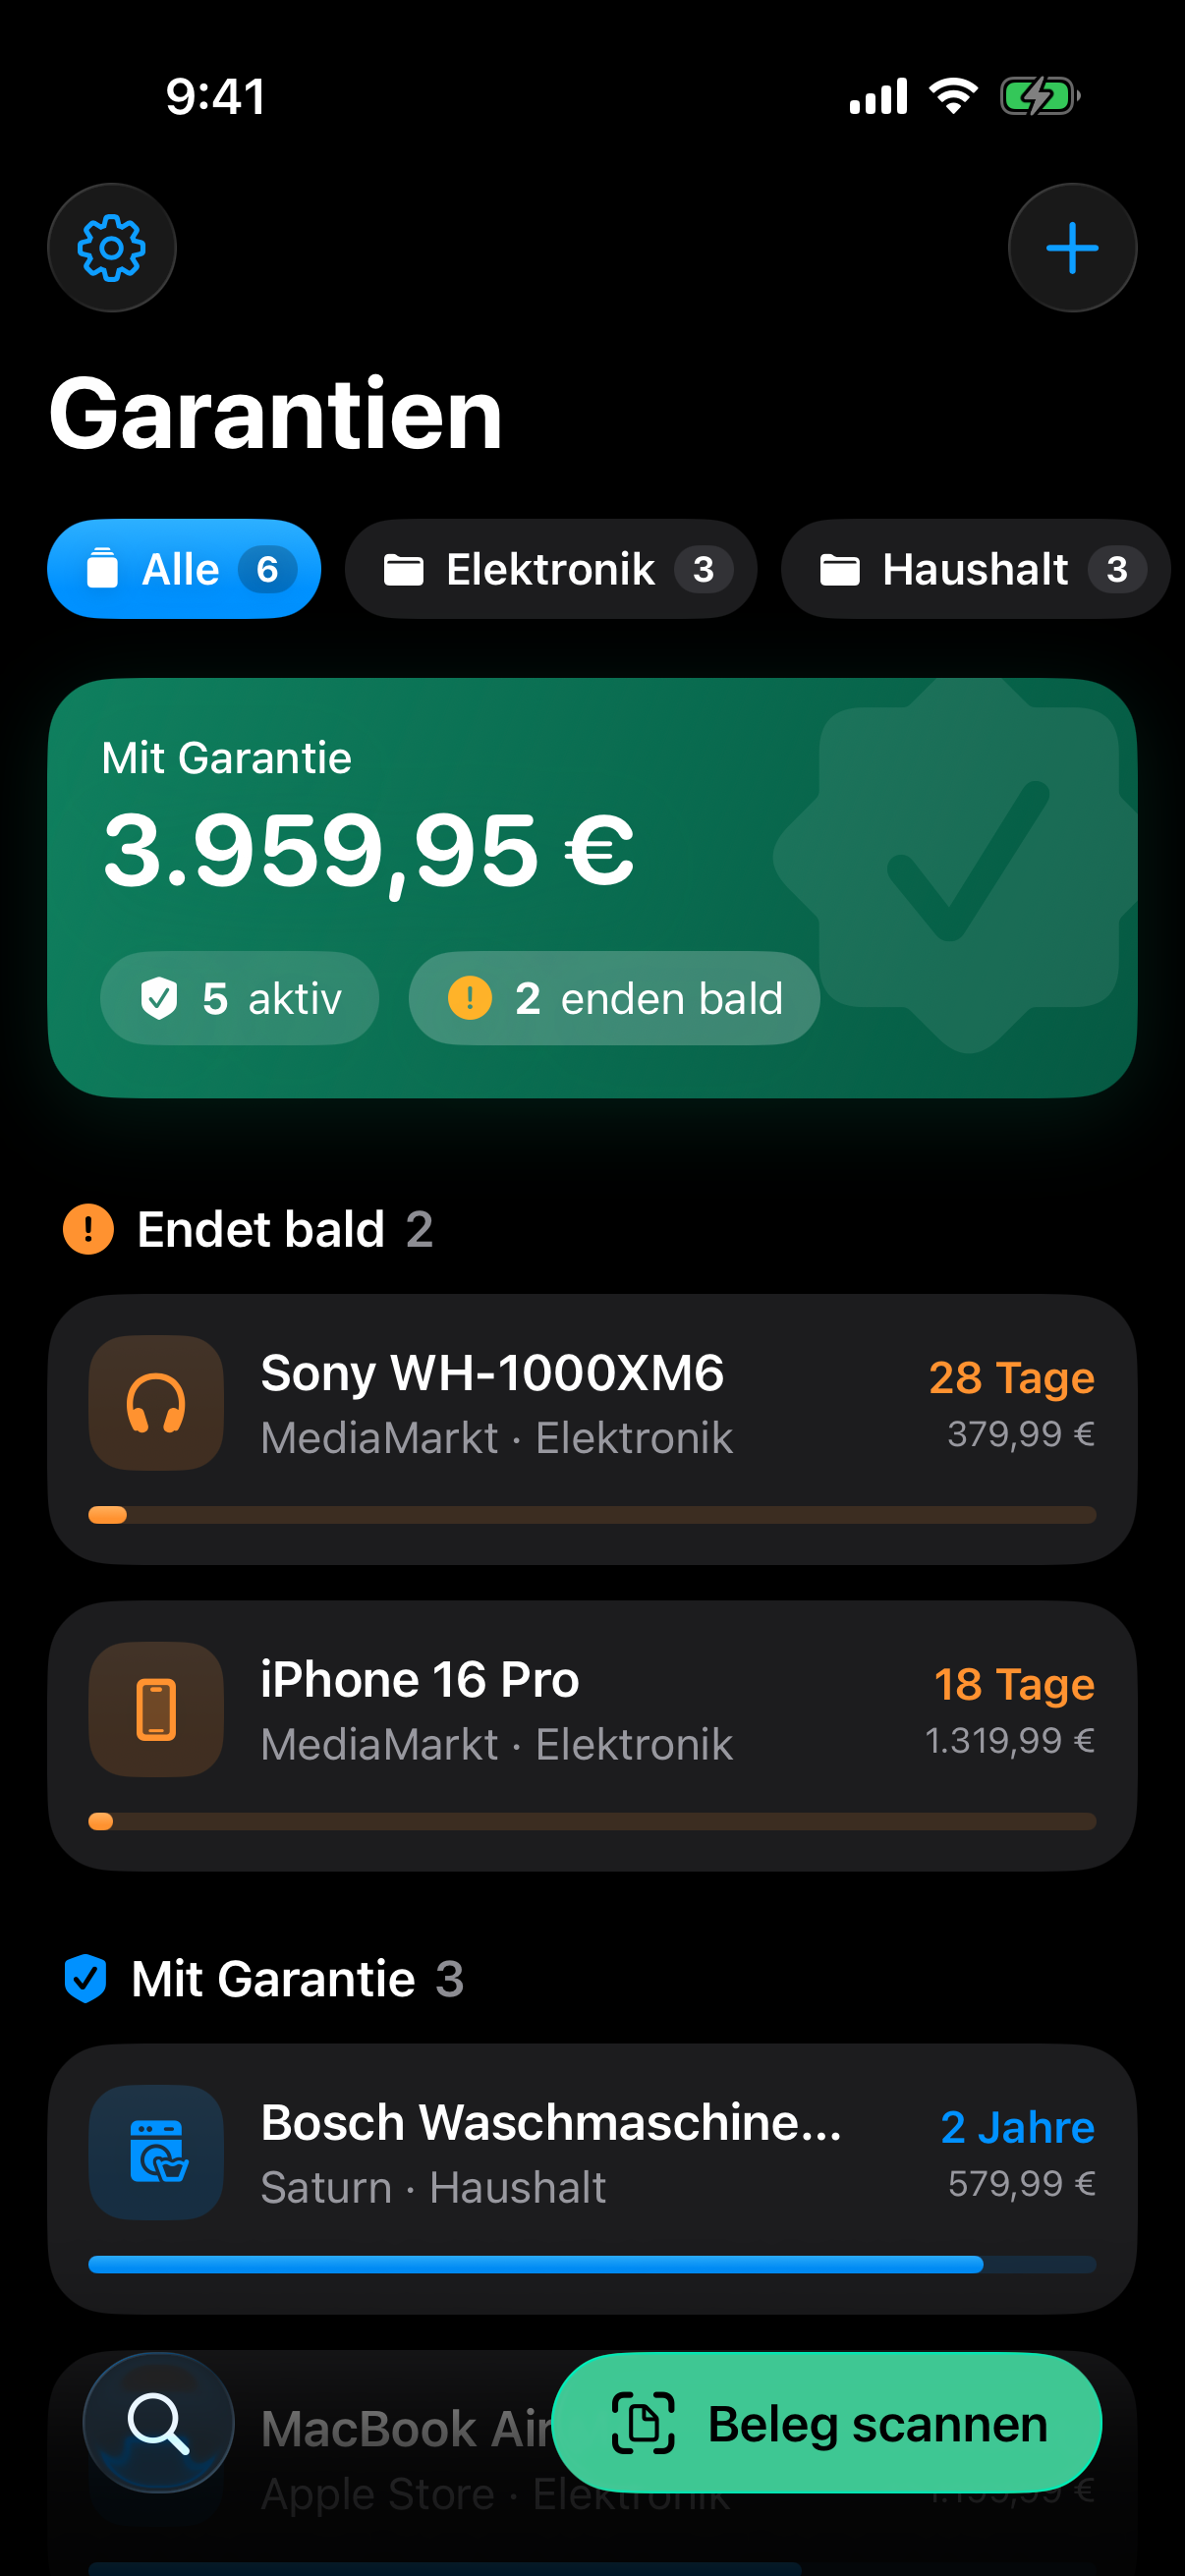 9:41
Garantien
Alle 6 Elektronik 3 Haushalt 3
Mit Garantie
3.959,95 €
5 aktiv 2 enden bald
Endet bald 2
Sony WH-1000XM6 28 Tage
MediaMarkt · Elektronik 379,99 €
iPhone 16 Pro 18 Tage
MediaMarkt · Elektronik 1.319,99 €
Mit Garantie 3
Bosch Waschmaschine... 2 Jahre
Saturn · Haushalt 579,99 €
MacBook Air
Beleg scannen
Apple Store · Elektronik €